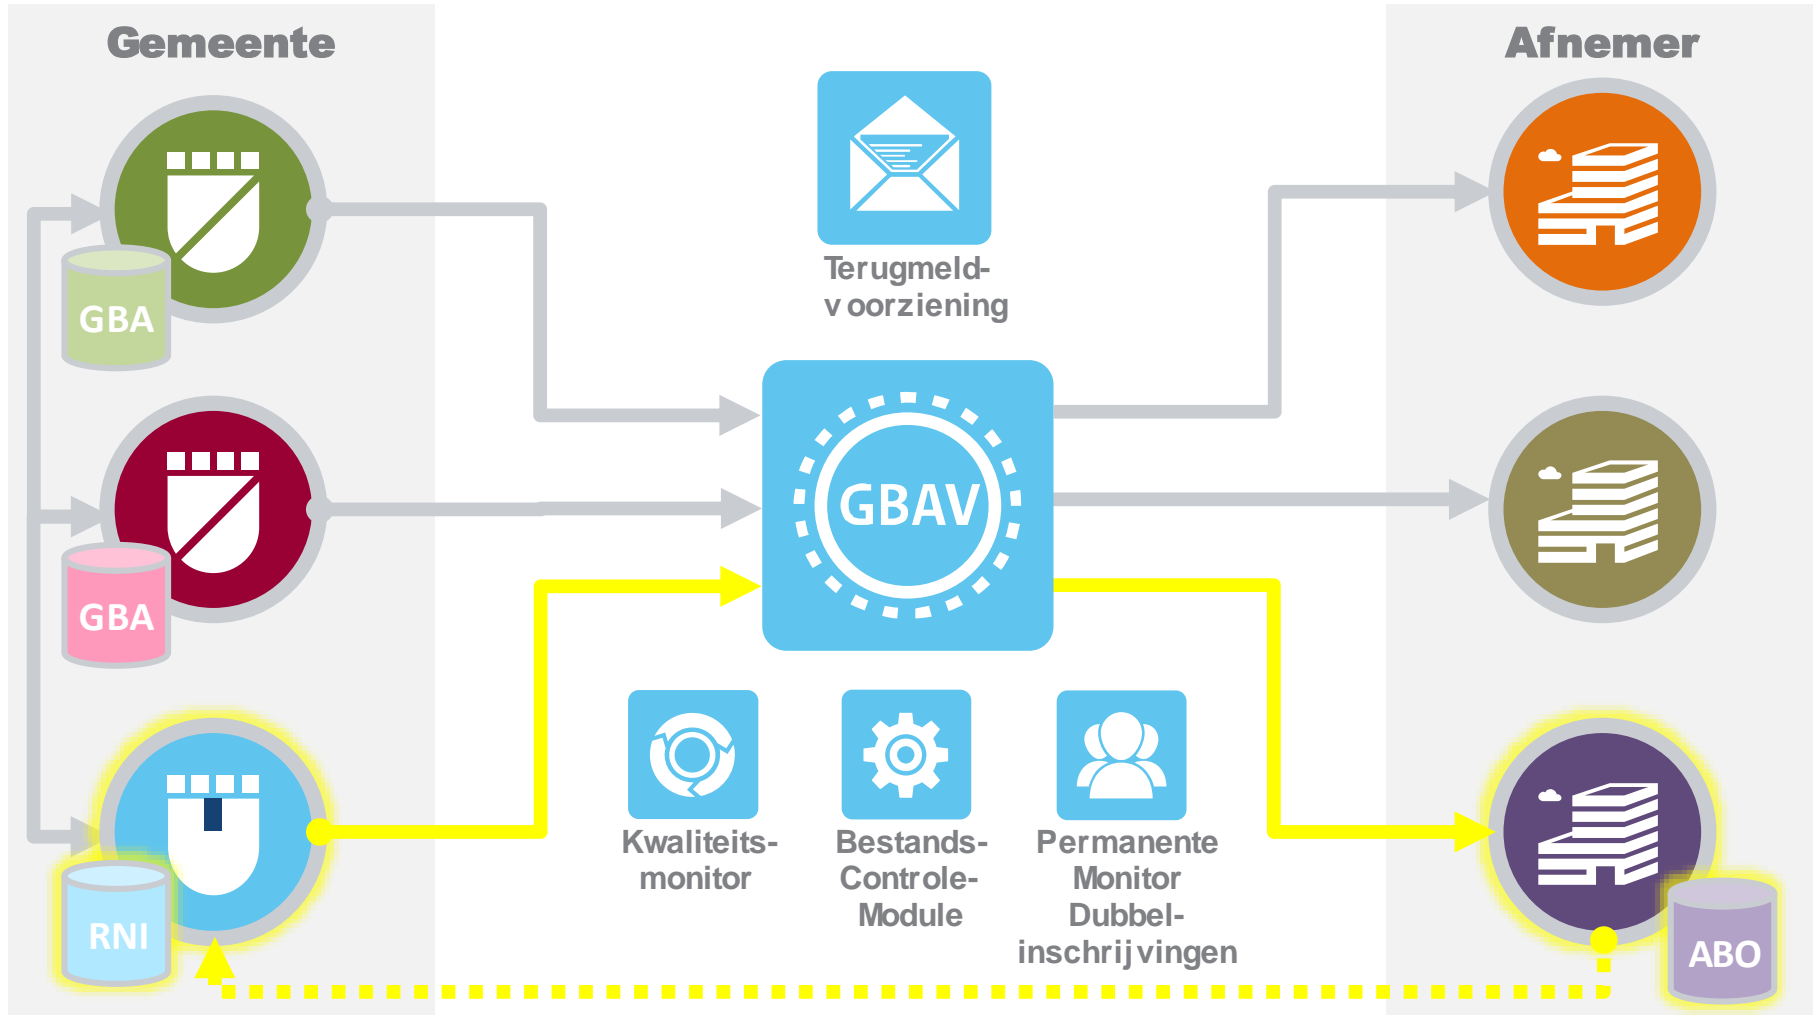 Gemeente
Afnemer
Terugmeld-
voorziening
GBA
GBA
GBAV
Kwaliteits-
monitor
Bestands-
Controle-
Module
Permanente
Monitor
Dubbel-
inschrijvingen
RNI
ABO